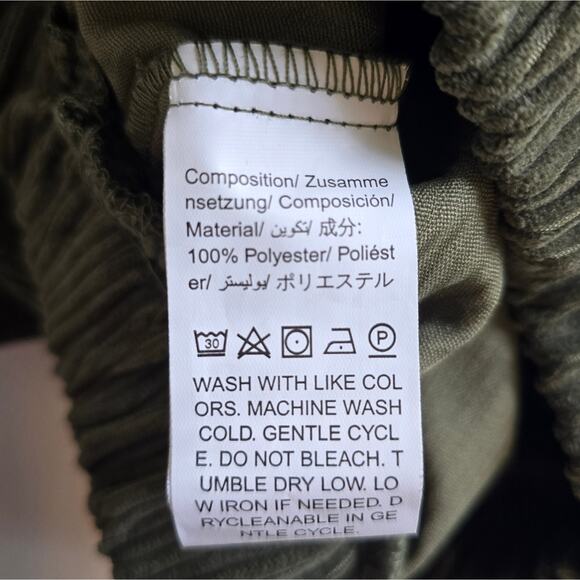 Composition/ Zusamme
nsetzung/ Composición/
Material/ تكوين/ 成分:
100% Polyester/ Poliést
er/ بوليستر/ ポリエステル
30 P
WASH WITH LIKE COL
ORS. MACHINE WASH
COLD. GENTLE CYCL
E. DO NOT BLEACH. T
UMBLE DRY LOW. LO
W IRON IF NEEDED. D
RYCLEANABLE IN GE
NTLE CYCLE.